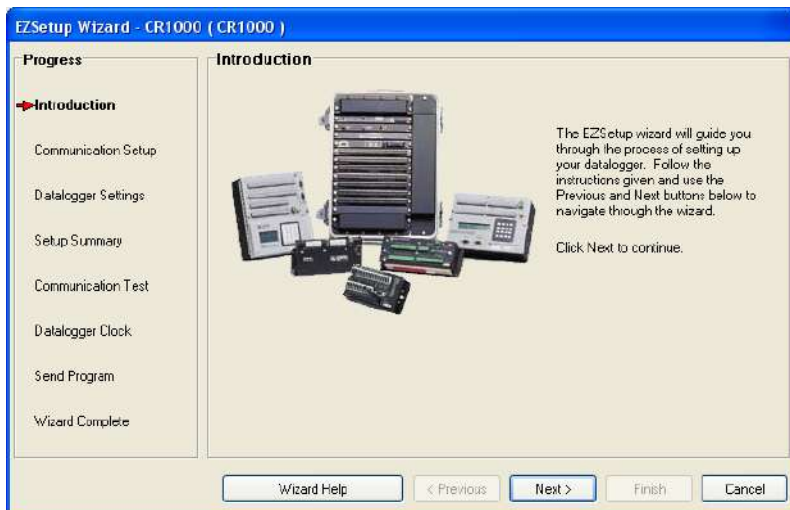 EZSetup Wizard - CR1000 ( CR1000 )
Progress
Introduction
Communication Setup
Datalogger Settings
Setup Summary
Communication Test
Datalogger Clock
Send Program
Wizard Complete
Introduction
The EZSetup wizard will guide you
through the process of setting up
your datalogger. Follow the
instructions given and use the
Previous and Next buttons below to
navigate through the wizard.
Click Next to continue.
Wizard Help
< Previous
Next >
Finish
Cancel